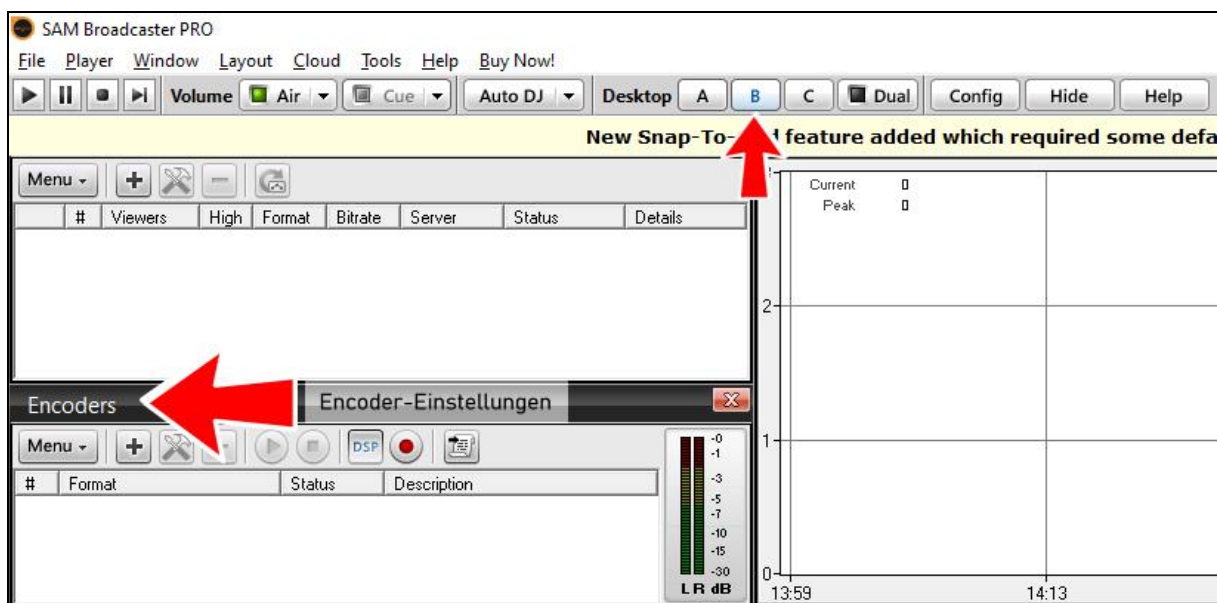 SAM Broadcaster PRO
File Player Window Layout Cloud Tools Help Buy Now!
Volume Air Cue Auto DJ Desktop A B C Dual Config Hide Help
New Snap-To- feature added which required some defa
Menu
# Viewers High Format Bitrate Server Status Details
Current 0
Peak 0
2
1
0
13:59 14:13
Encoders Encoder-Einstellungen
Menu DSP
# Format Status Description
-0
-1
-3
-5
-7
-10
-15
-30
L R dB